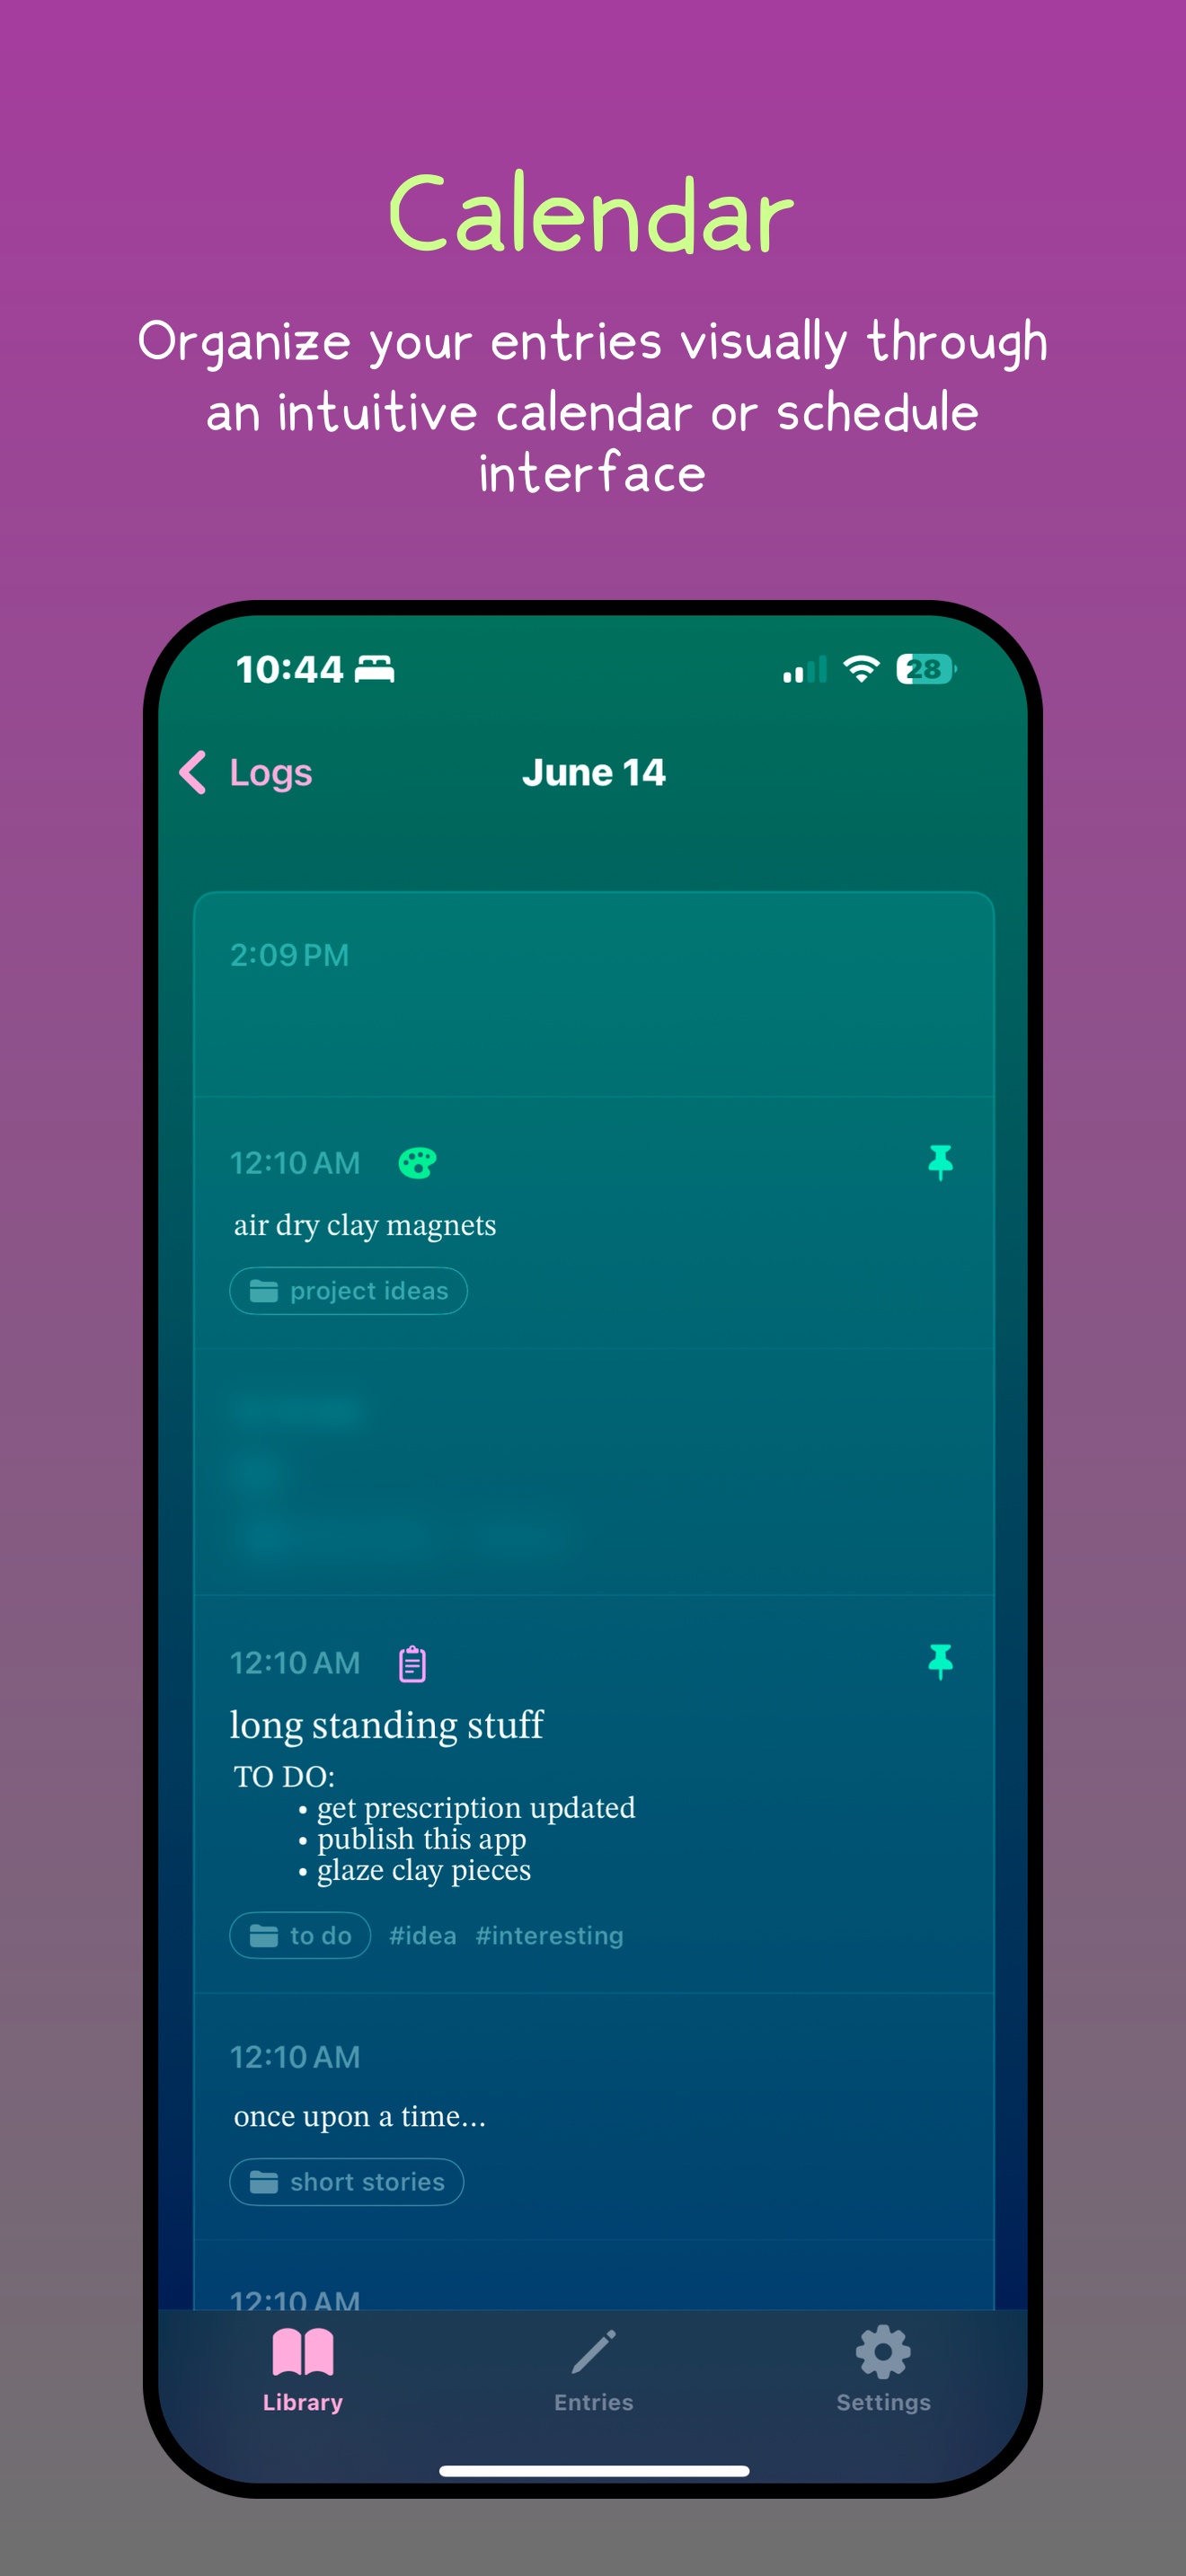 Calendar
Organize your entries visually through
an intuitive calendar or schedule
interface
10:44
28
Logs
June 14
2:09 PM
12:10 AM
air dry clay magnets
project ideas
12:10 AM
long standing stuff
TO DO:
• get prescription updated
• publish this app
• glaze clay pieces
to do #idea #interesting
12:10 AM
once upon a time...
short stories
12:10 AM
Library
Entries
Settings